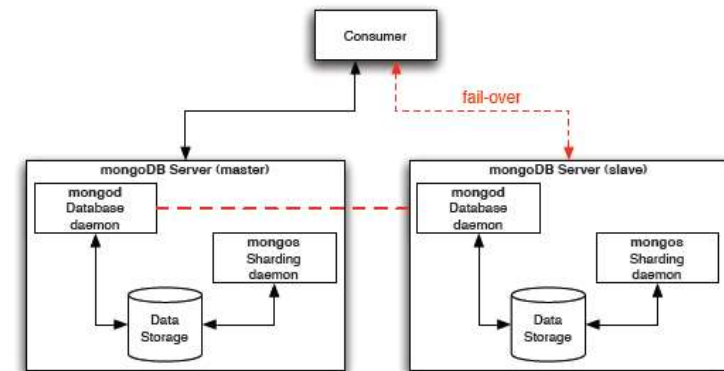 Consumer
fail-over
mongoDB Server (master)
mongod
Database
daemon
mongos
Sharding
daemon
Data
Storage
mongoDB Server (slave)
mongod
Database
daemon
mongos
Sharding
daemon
Data
Storage